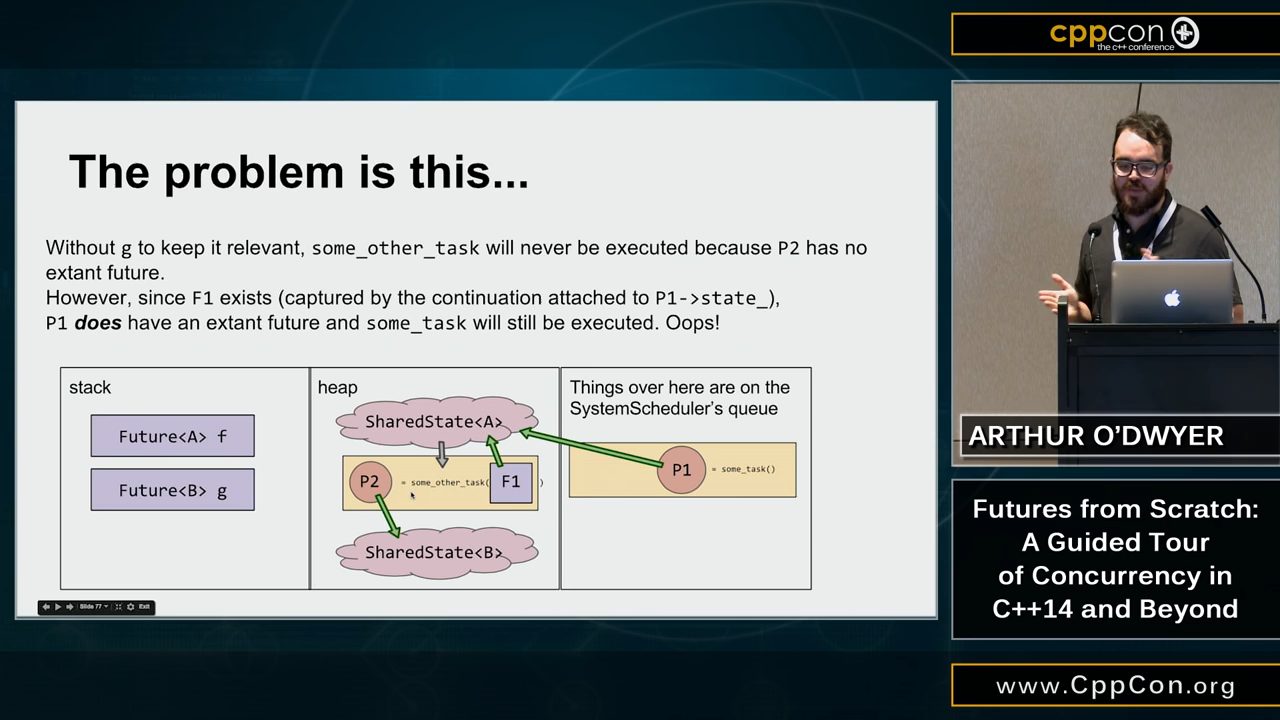 The problem is this...
Without g to keep it relevant, some_other_task will never be executed because P2 has no
extant future.
However, since F1 exists (captured by the continuation attached to P1->state_),
P1 does have an extant future and some_task will still be executed. Oops!
stack
Future<A> f
Future<B> g
heap
SharedState<A>
P2 = some_other_task( F1 )
SharedState<B>
Things over here are on the
SystemScheduler's queue
P1 = some_task()
Slide 77
Exit
cppcon
the c++ conference
ARTHUR O'DWYER
Futures from Scratch:
A Guided Tour
of Concurrency in
C++14 and Beyond
www.CppCon.org